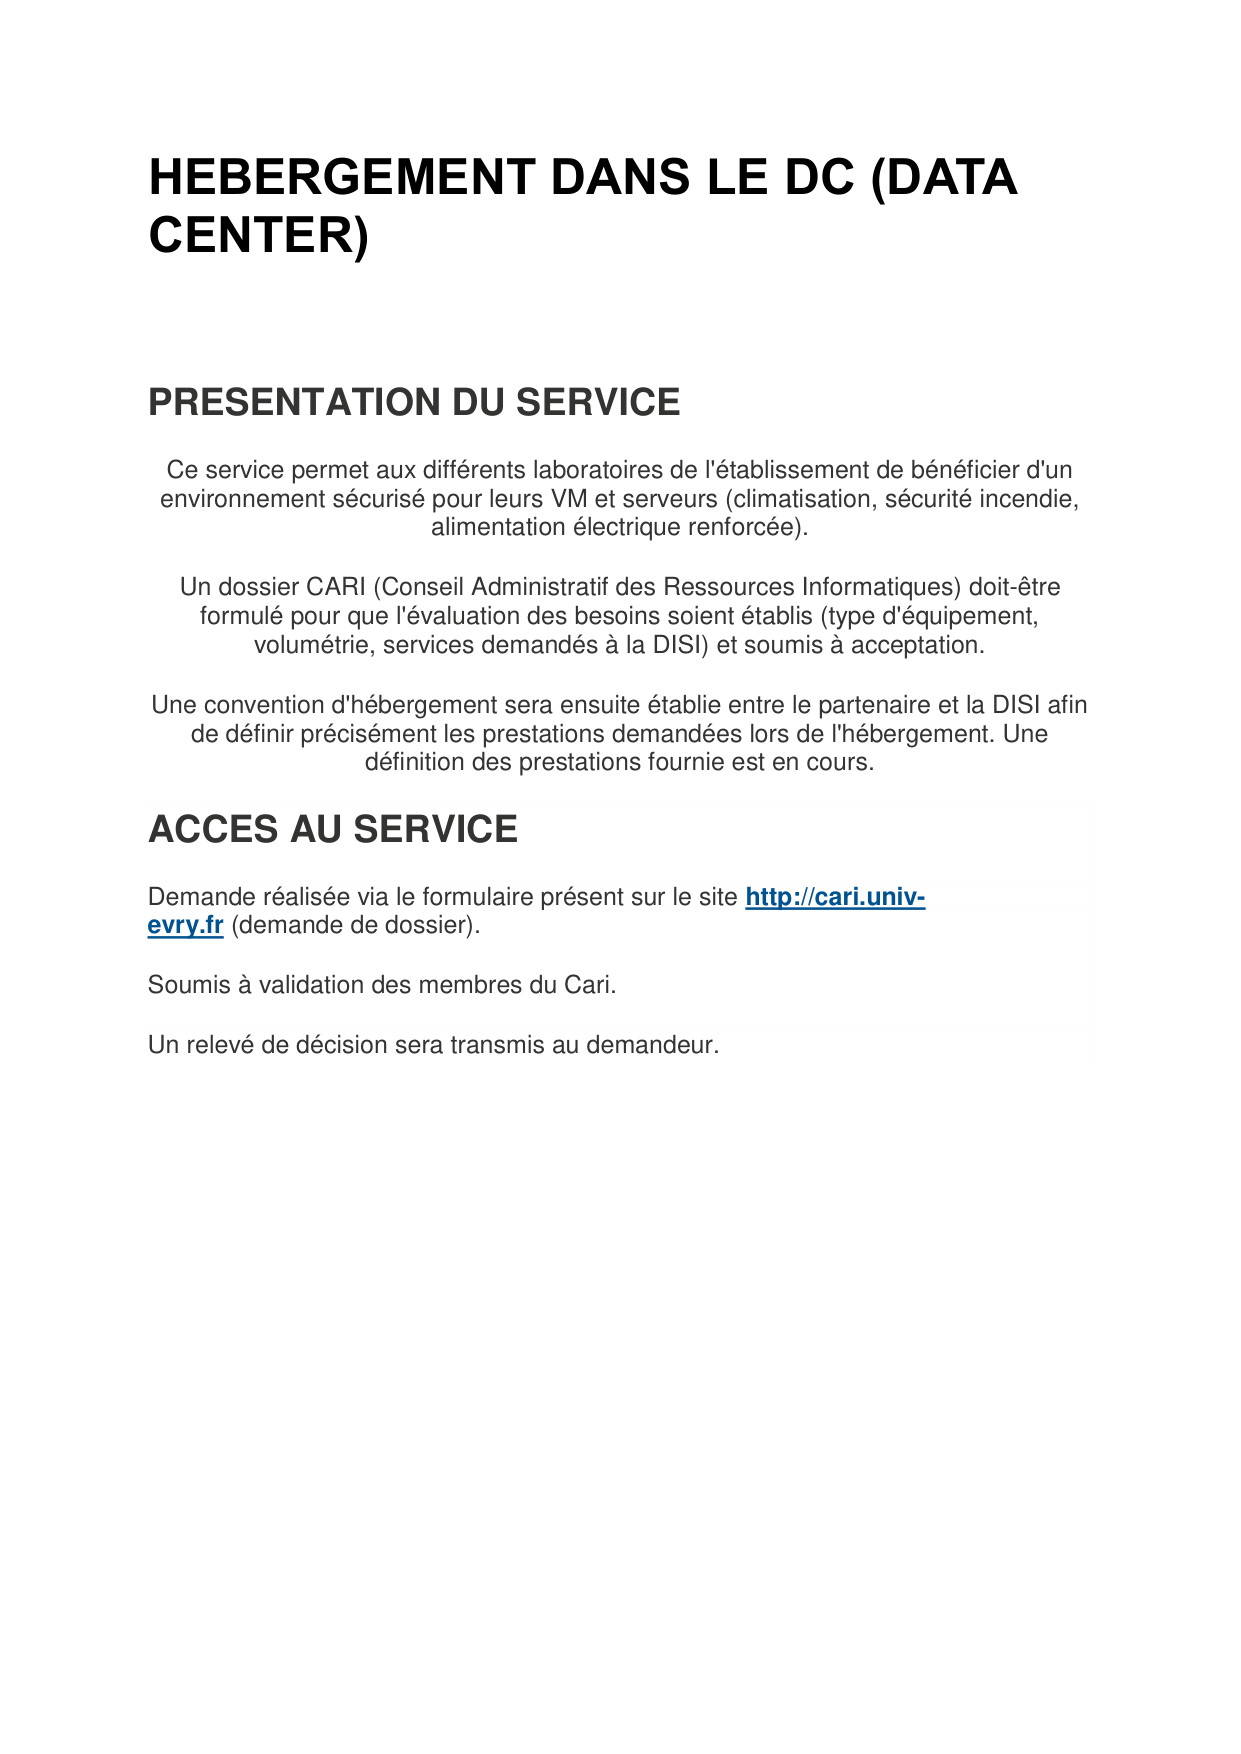 HEBERGEMENT DANS LE DC (DATA
CENTER)
PRESENTATION DU SERVICE
Ce service permet aux différents laboratoires de l'établissement de bénéficier d'un
environnement sécurisé pour leurs VM et serveurs (climatisation, sécurité incendie,
alimentation électrique renforcée).
Un dossier CARI (Conseil Administratif des Ressources Informatiques) doit-être
formulé pour que l'évaluation des besoins soient établis (type d'équipement,
volumétrie, services demandés à la DISI) et soumis à acceptation.
Une convention d'hébergement sera ensuite établie entre le partenaire et la DISI afin
de définir précisément les prestations demandées lors de l'hébergement. Une
définition des prestations fournie est en cours.
ACCES AU SERVICE
Demande réalisée via le formulaire présent sur le site http://cari.univ-
evry.fr (demande de dossier).
Soumis à validation des membres du Cari.
Un relevé de décision sera transmis au demandeur.